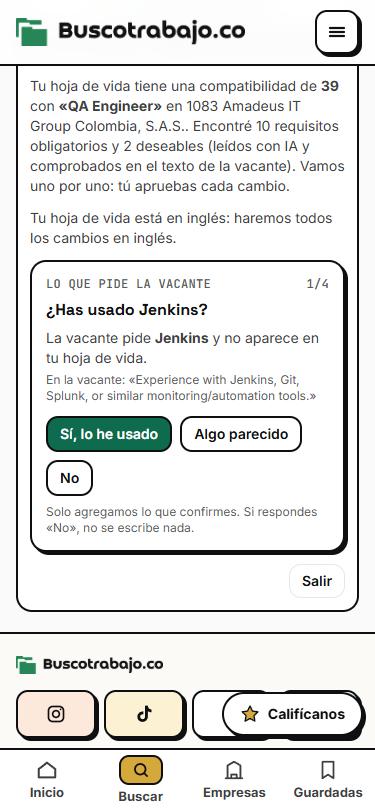 Buscotrabajo.co
Tu hoja de vida tiene una compatibilidad de 39
con «QA Engineer» en 1083 Amadeus IT
Group Colombia, S.A.S.. Encontré 10 requisitos
obligatorios y 2 deseables (leídos con IA y
comprobados en el texto de la vacante). Vamos
uno por uno: tú apruebas cada cambio.
Tu hoja de vida está en inglés: haremos todos
los cambios en inglés.
LO QUE PIDE LA VACANTE 1/4
¿Has usado Jenkins?
La vacante pide Jenkins y no aparece en
tu hoja de vida.
En la vacante: «Experience with Jenkins, Git,
Splunk, or similar monitoring/automation tools.»
Sí, lo he usado Algo parecido
No
Solo agregamos lo que confirmes. Si respondes
«No», no se escribe nada.
Salir
Buscotrabajo.co
Califícanos
Inicio Buscar Empresas Guardadas